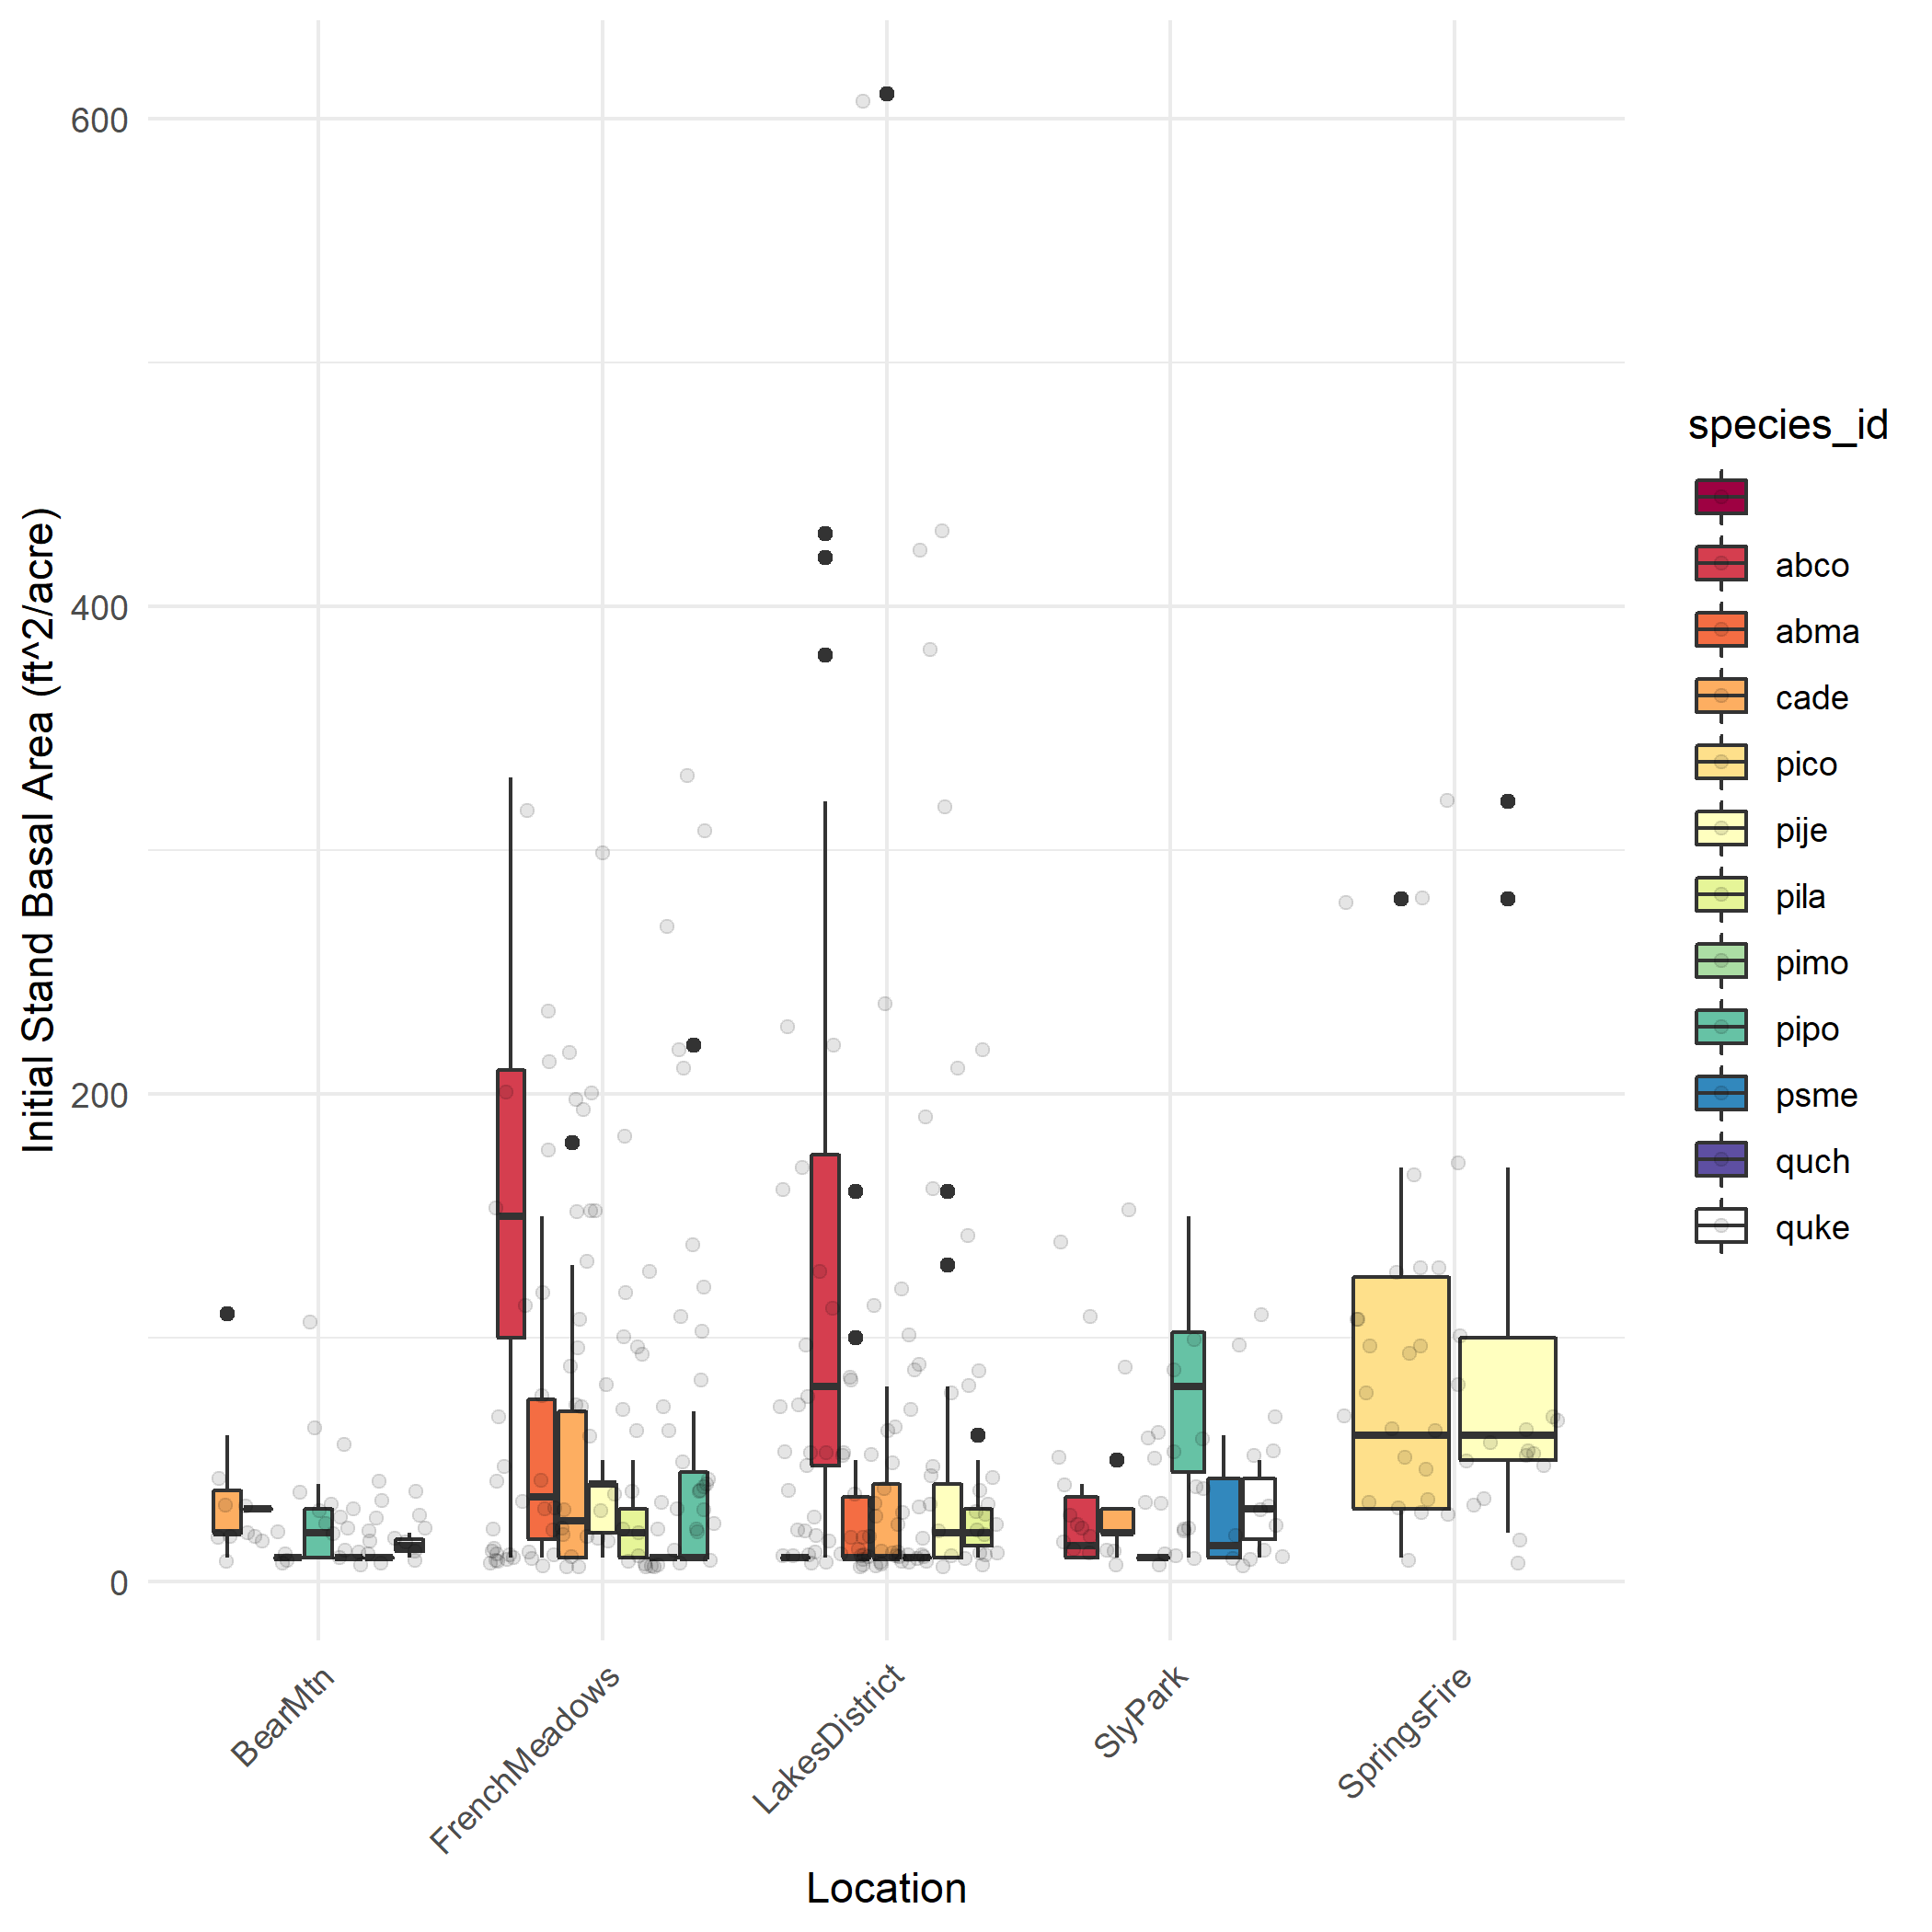 600
400
200
0
Initial Stand Basal Area (ft^2/acre)
BearMtn
FrenchMeadows
LakesDistrict
SlyPark
SpringsFire
Location
species_id
abco
abma
cade
pico
pije
pila
pimo
pipo
psme
quch
quke